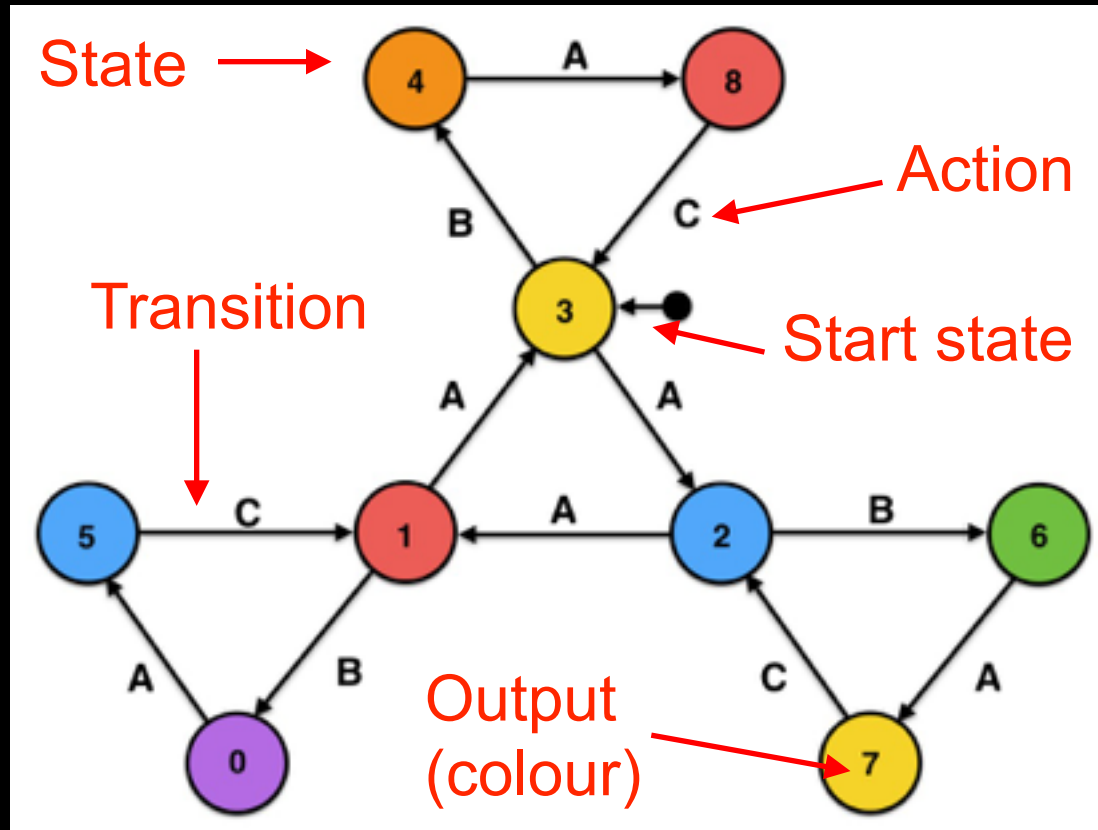 State
4
A
8
Action
B
C
Transition
3
Start state
A
A
5
C
1
A
2
B
6
A
B
C
A
Output
(colour)
0
7